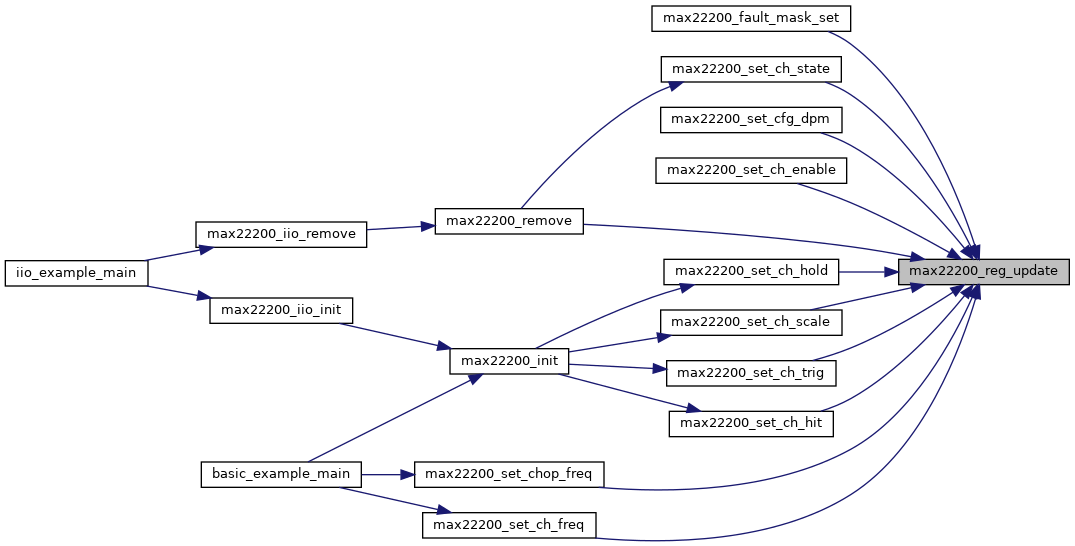 max22200_fault_mask_set
max22200_set_ch_state
max22200_set_cfg_dpm
max22200_set_ch_enable
max22200_remove
max22200_iio_remove
iio_example_main
max22200_reg_update
max22200_set_ch_hold
max22200_iio_init
max22200_set_ch_scale
max22200_init
max22200_set_ch_trig
max22200_set_ch_hit
basic_example_main
max22200_set_chop_freq
max22200_set_ch_freq